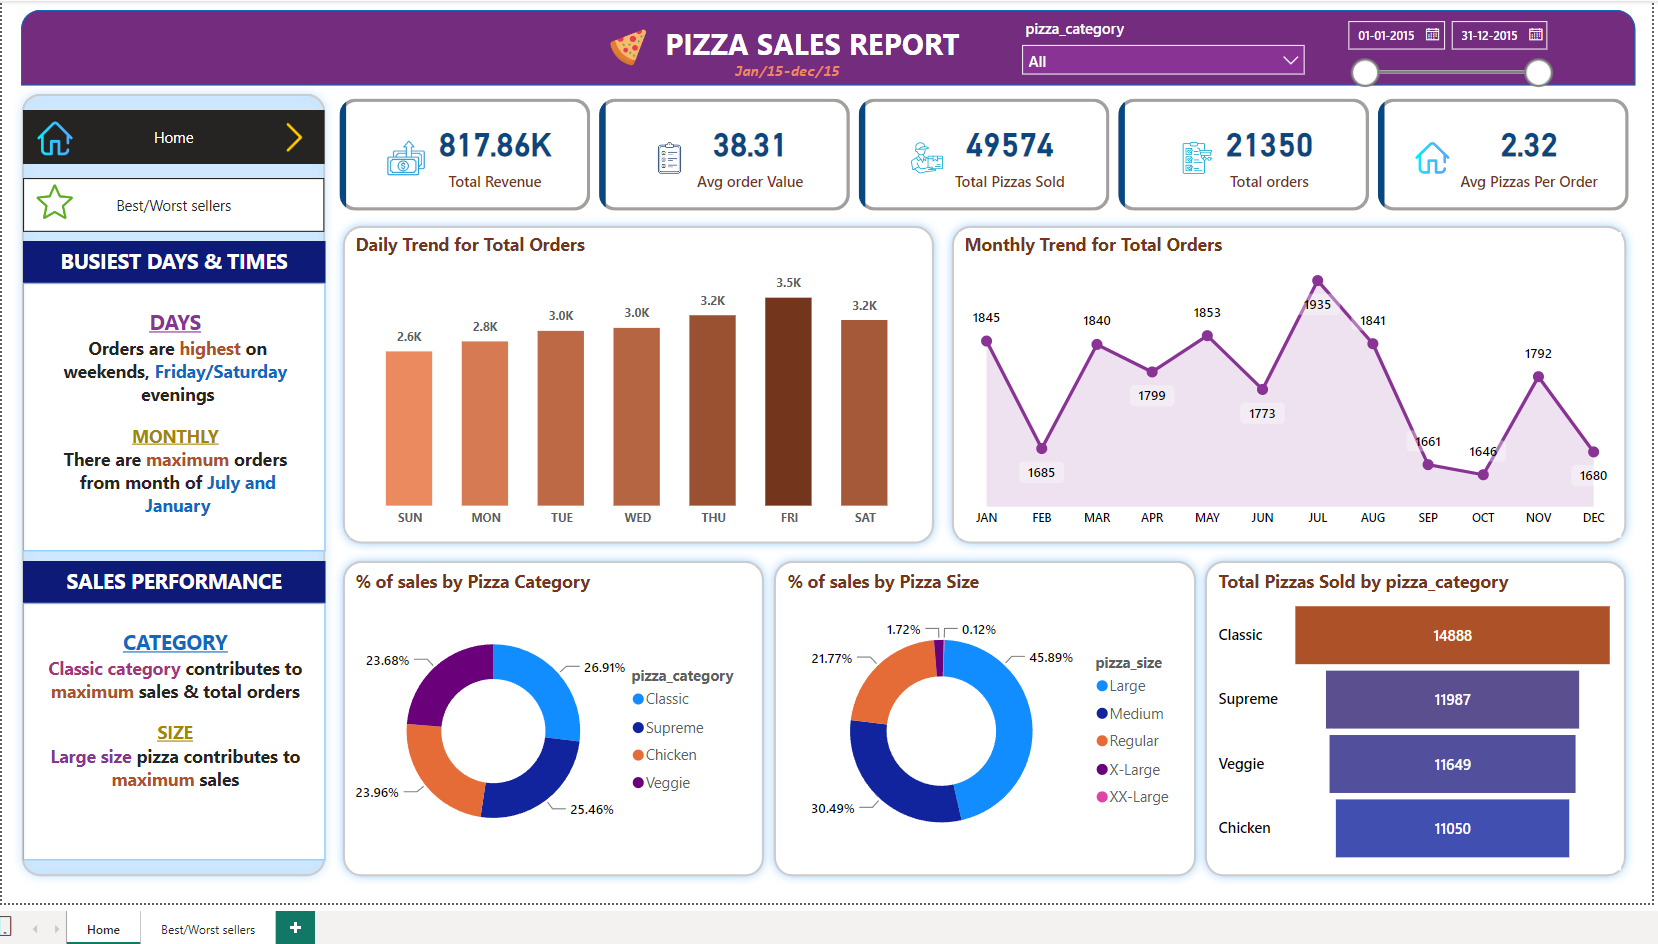 PIZZA SALES REPORT
Jan/15-dec/15
pizza_category
All
01-01-2015
31-12-2015
Home
Best/Worst sellers
BUSIEST DAYS & TIMES
DAYS
Orders are highest on
weekends, Friday/Saturday
evenings
MONTHLY
There are maximum orders
from month of July and
January
SALES PERFORMANCE
CATEGORY
Classic category contributes to
maximum sales & total orders
SIZE
Large size pizza contributes to
maximum sales
817.86K
Total Revenue
38.31
Avg order Value
49574
Total Pizzas Sold
21350
Total orders
2.32
Avg Pizzas Per Order
Daily Trend for Total Orders
2.6K
2.8K
3.0K
3.0K
3.2K
3.5K
3.2K
SUN MON TUE WED THU FRI SAT
Monthly Trend for Total Orders
1845
1685
1840
1799
1853
1773
1935
1841
1661
1646
1792
1680
JAN FEB MAR APR MAY JUN JUL AUG SEP OCT NOV DEC
% of sales by Pizza Category
23.68%
26.91%
23.96%
25.46%
pizza_category
Classic
Supreme
Chicken
Veggie
% of sales by Pizza Size
1.72%
0.12%
21.77%
45.89%
30.49%
pizza_size
Large
Medium
Regular
X-Large
XX-Large
Total Pizzas Sold by pizza_category
Classic 14888
Supreme 11987
Veggie 11649
Chicken 11050
Home
Best/Worst sellers